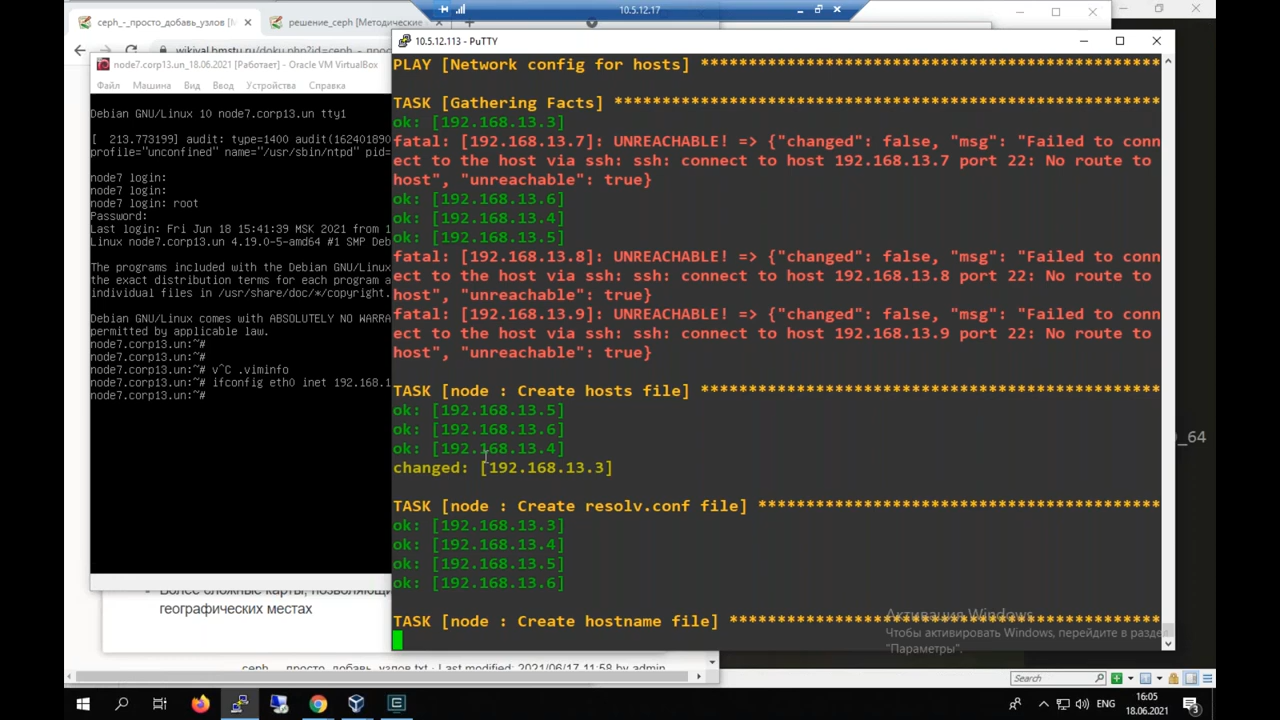 ceph_-_просто_добавь_узлов [М
решение_ceph [Методические
10.5.12.17
wikival.bmstu.ru/doku.php?id=ceph_-_прос
node7.corp13.un_18.06.2021 [Работает] - Oracle VM VirtualBox
Файл Машина Вид Ввод Устройства Справка
Debian GNU/Linux 10 node7.corp13.un tty1
[  213.773199] audit: type=1400 audit(162401890
profile="unconfined" name="/usr/sbin/ntpd" pid=
node7 login:
node7 login:
node7 login: root
Password:
Last login: Fri Jun 18 15:41:39 MSK 2021 from 1
Linux node7.corp13.un 4.19.0-5-amd64 #1 SMP Deb
The programs included with the Debian GNU/Linux
the exact distribution terms for each program a
individual files in /usr/share/doc/*/copyright.
Debian GNU/Linux comes with ABSOLUTELY NO WARRA
permitted by applicable law.
node7.corp13.un:~#
node7.corp13.un:~#
node7.corp13.un:~# v^C .viminfo
node7.corp13.un:~# ifconfig eth0 inet 192.168.1
node7.corp13.un:~#
10.5.12.113 - PuTTY
PLAY [Network config for hosts] ************************************************
TASK [Gathering Facts] *********************************************************
ok: [192.168.13.3]
fatal: [192.168.13.7]: UNREACHABLE! => {"changed": false, "msg": "Failed to conn
ect to the host via ssh: ssh: connect to host 192.168.13.7 port 22: No route to
host", "unreachable": true}
ok: [192.168.13.6]
ok: [192.168.13.4]
ok: [192.168.13.5]
fatal: [192.168.13.8]: UNREACHABLE! => {"changed": false, "msg": "Failed to conn
ect to the host via ssh: ssh: connect to host 192.168.13.8 port 22: No route to
host", "unreachable": true}
fatal: [192.168.13.9]: UNREACHABLE! => {"changed": false, "msg": "Failed to conn
ect to the host via ssh: ssh: connect to host 192.168.13.9 port 22: No route to
host", "unreachable": true}
TASK [node : Create hosts file] ************************************************
ok: [192.168.13.5]
ok: [192.168.13.6]
ok: [192.168.13.4]
changed: [192.168.13.3]
TASK [node : Create resolv.conf file] ******************************************
ok: [192.168.13.3]
ok: [192.168.13.4]
ok: [192.168.13.5]
ok: [192.168.13.6]
TASK [node : Create hostname file] *********************************************
_64
Более сложные карты, позволяющи
географических местах
ceph_-_просто_добавь_узлов.txt · Last modified: 2021/06/17 11:58 by admin
Активация Windows
Чтобы активировать Windows, перейдите в раздел
"Параметры".
Search
ENG
16:05
18.06.2021
3